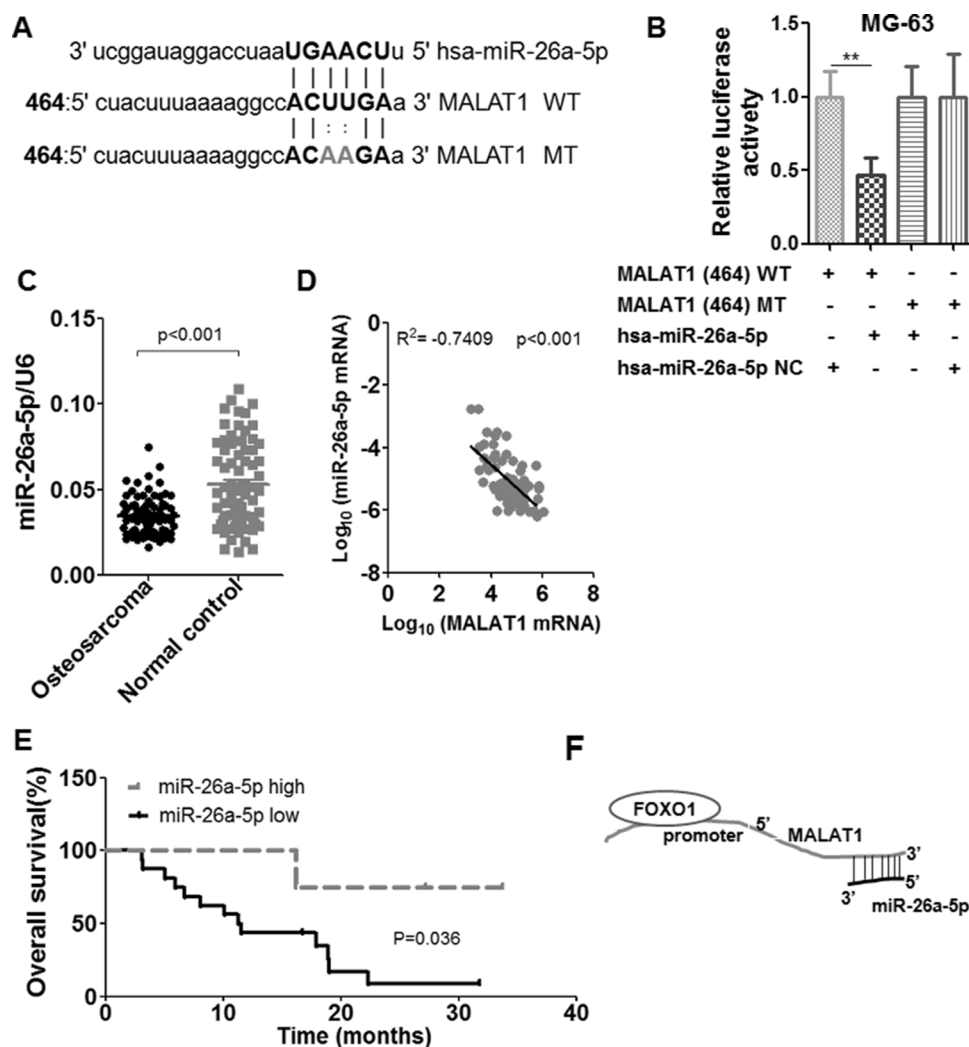 A
3' ucggauaggaccuaaUGAACUu 5' hsa-miR-26a-5p
464:5' cuacuuuaaaaggccACUUGAa 3' MALAT1 WT
: :
464:5' cuacuuuaaaaggccACAAGAa 3' MALAT1 MT
B
MG-63
**
Relative luciferase
activety
1.5
1.0
0.5
0.0
MALAT1 (464) WT + + - -
MALAT1 (464) MT - - + +
hsa-miR-26a-5p - + + -
hsa-miR-26a-5p NC + - - +
C
miR-26a-5p/U6
0.15
0.10
0.05
0.00
p<0.001
Osteosarcoma
Normal control
D
Log10 (miR-26a-5p mRNA)
0
-2
-4
-6
-8
R2= -0.7409 p<0.001
0 2 4 6 8
Log10 (MALAT1 mRNA)
E
Overall survival(%)
150
100
50
0
miR-26a-5p high
miR-26a-5p low
P=0.036
0 10 20 30 40
Time (months)
F
FOXO1
promoter
5’
MALAT1
3’
5’
3’
miR-26a-5p